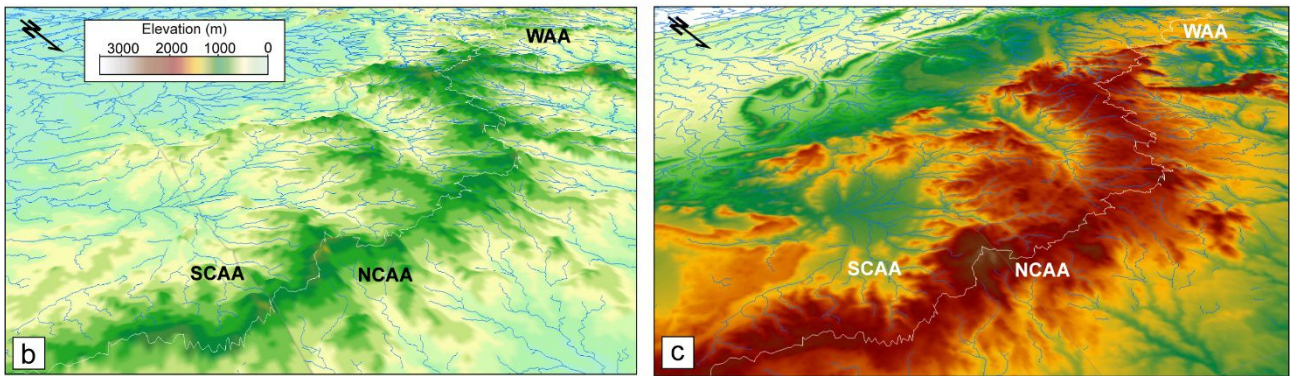 Elevation (m)
3000 2000 1000 0
WAA
SCAA
NCAA
b
N
WAA
SCAA
NCAA
c
N